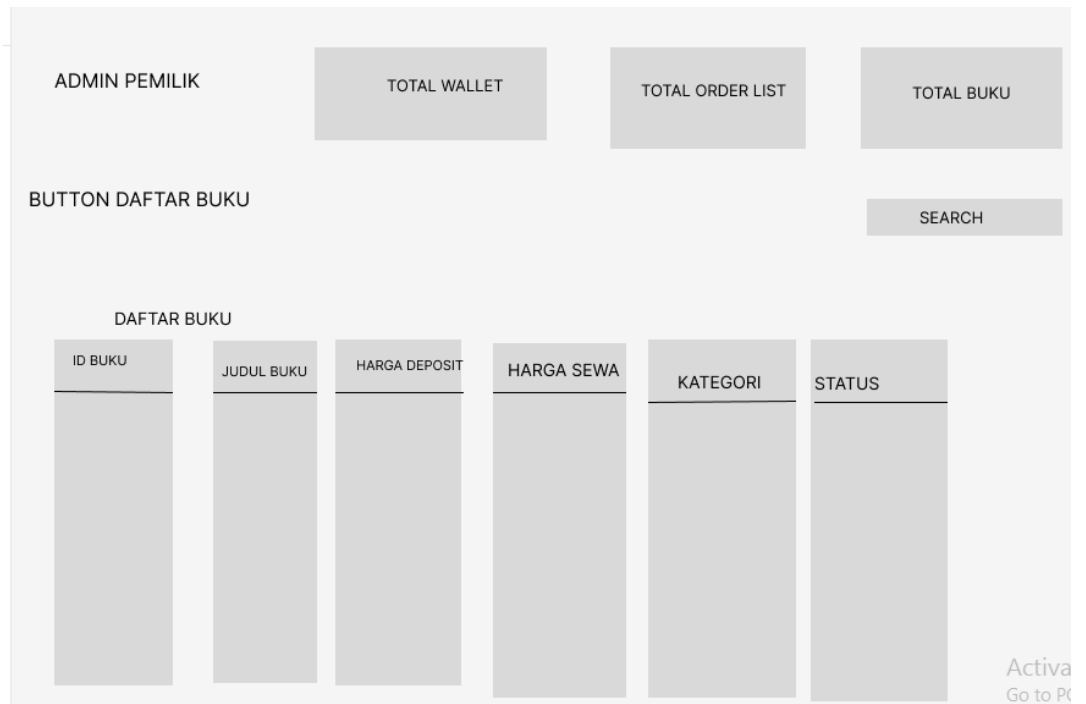 ADMIN PEMILIK
TOTAL WALLET
TOTAL ORDER LIST
TOTAL BUKU
BUTTON DAFTAR BUKU
SEARCH
DAFTAR BUKU
ID BUKU
JUDUL BUKU
HARGA DEPOSIT
HARGA SEWA
KATEGORI
STATUS
Activa
Go to PC